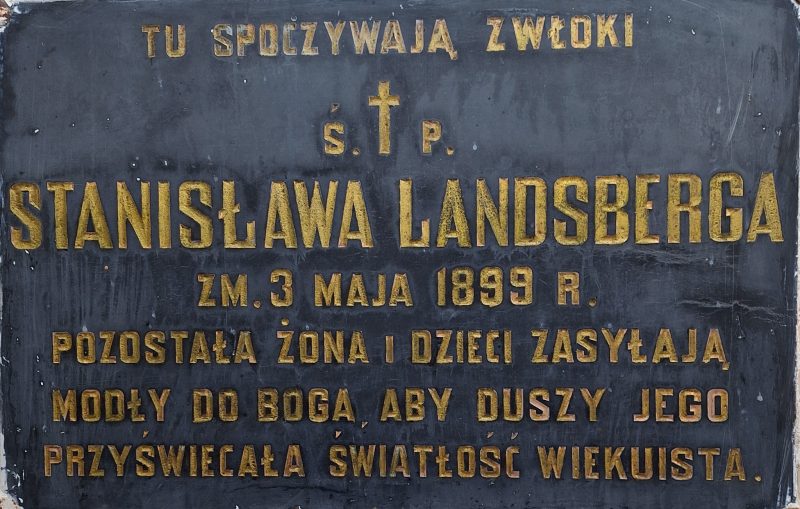 TU SPOCZYWAJĄ ZWŁOKI
Ś. † P.
STANISŁAWA LANDSBERGA
ZM. 3 MAJA 1899 R.
POZOSTAŁA ŻONA I DZIECI ZASYŁAJĄ
MODŁY DO BOGA, ABY DUSZY JEGO
PRZYŚWIECAŁA ŚWIATŁOŚĆ WIEKUISTA.